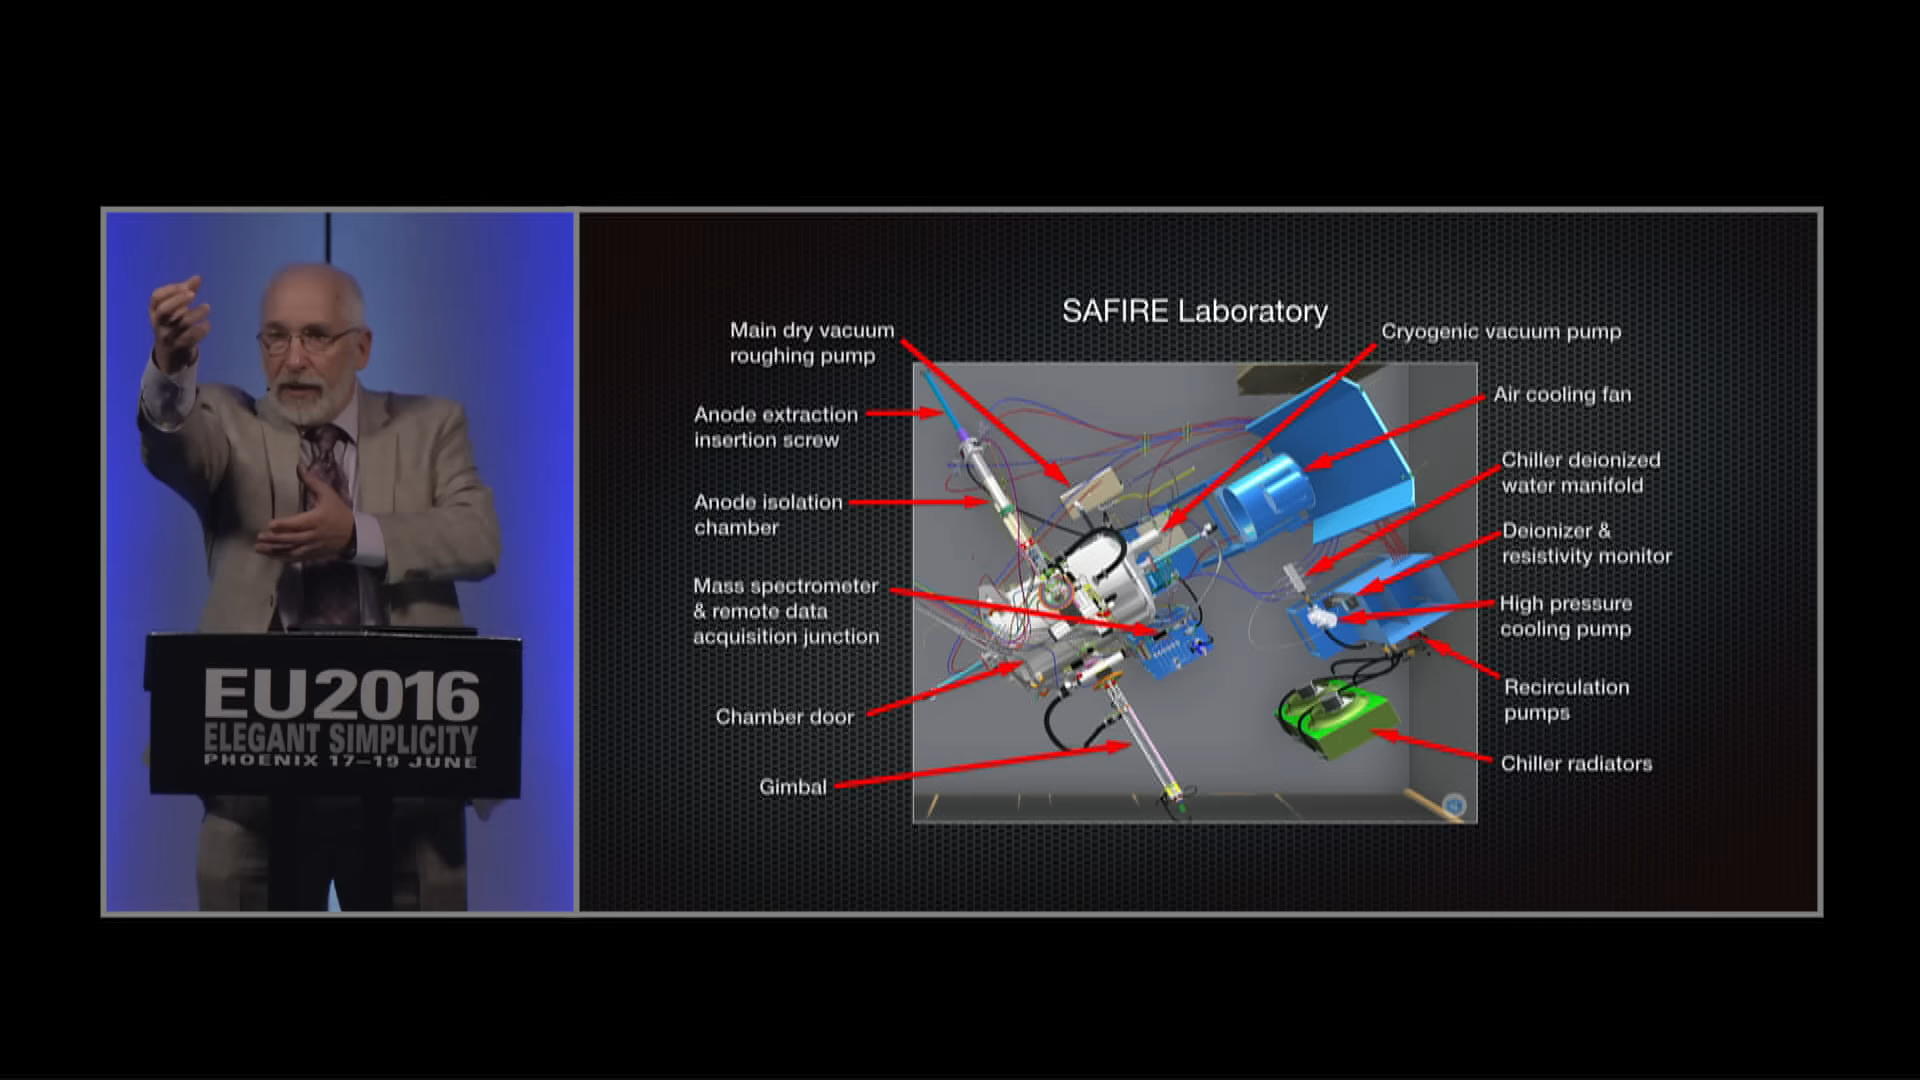 EU2016
ELEGANT SIMPLICITY
PHOENIX 17–19 JUNE
SAFIRE Laboratory
Main dry vacuum
roughing pump
Anode extraction
insertion screw
Anode isolation
chamber
Mass spectrometer
& remote data
acquisition junction
Chamber door
Gimbal
Cryogenic vacuum pump
Air cooling fan
Chiller deionized
water manifold
Deionizer &
resistivity monitor
High pressure
cooling pump
Recirculation
pumps
Chiller radiators